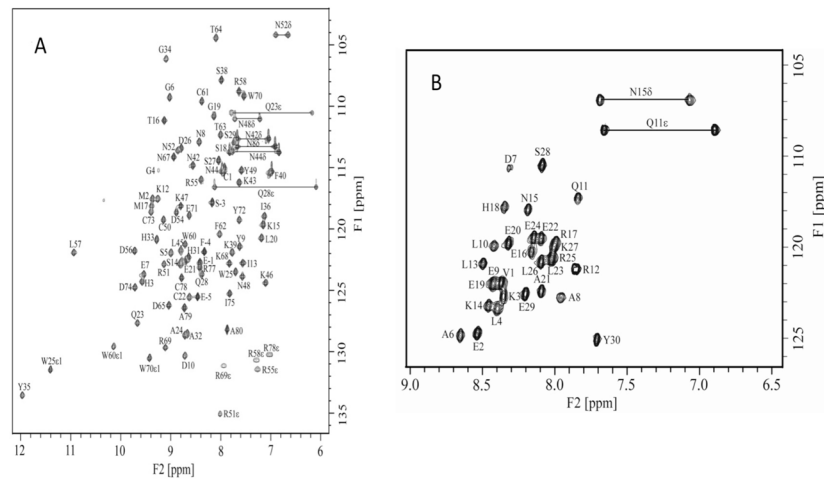 A
T64
N52δ
G34
S38
R58
W70
G6
C61
Q23ε
G19
T16
N48δ
T63
N8
S29
N42δ
N52
D26
N8δ
S18
N67
N44δ
S27
N42
Y49
G4
N44
C1
F40
R55
K43
Q28ε
M2
K12
M17
K47
S-3
C73
E71
Y72
I36
K15
C50
D54
F62
L20
H33
W60
Y9
L57
D56
L45
F-4
S5
H31
K39
S14
E-1
K68
I13
E7
R51
E21
R77
W25
H3
Q28
N48
K46
D74
C78
C22
E-5
I75
D65
A79
Q23
A24
A32
A80
W60ε1
R69
R78ε
W70ε1
D10
R58ε
W25ε1
R69ε
R55ε
Y35
R51ε
105
110
115
120
125
130
135
F1 [ppm]
12 11 10 9 8 7 6
F2 [ppm]
B
N15δ
Q11ε
D7
S28
Q11
H18
N15
E24
E22
E20
R17
L10
K27
E16
R25
L13
L26
L23
R12
E19
E9
V1
A21
K3
E29
A8
K14
L4
A6
E2
Y30
105
110
115
120
125
F1 [ppm]
9.0 8.5 8.0 7.5 7.0 6.5
F2 [ppm]